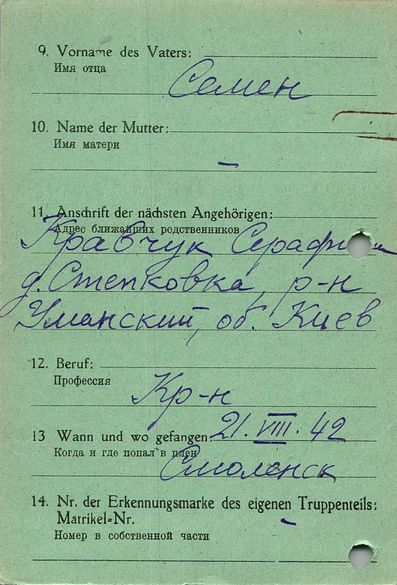 9. Vorname des Vaters:
Имя отца
Семен
10. Name der Mutter:
Имя матери
–
11. Anschrift der nächsten Angehörigen:
Адрес ближайших родственников
Кравчук
д. Степковка, р-н
Уманский, об. Киев
12. Beruf:
Профессия
Кр-н
13 Wann und wo gefangen: 21. VIII. 42
Когда и где попал в плен
Смоленск
14. Nr. der Erkennungsmarke des eigenen Truppenteils:
Matrikel-Nr. –
Номер в собственной части